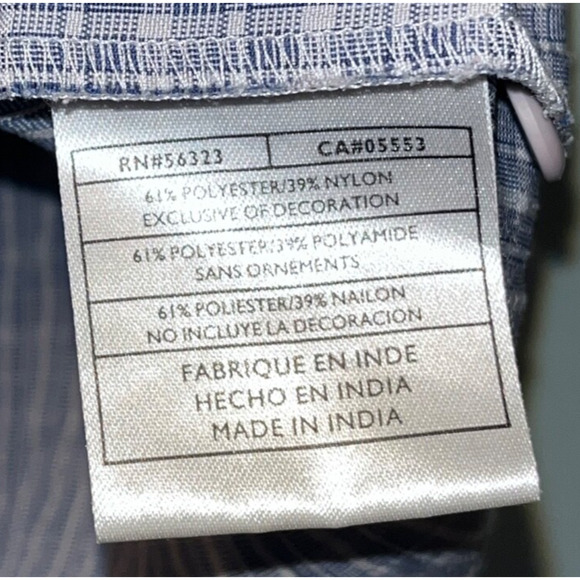 RN#56323 CA#05553
61% POLYESTER/39% NYLON
EXCLUSIVE OF DECORATION
61% POLYESTER/39% POLYAMIDE
SANS ORNEMENTS
61% POLIESTER/39% NAILON
NO INCLUYE LA DECORACION
FABRIQUE EN INDE
HECHO EN INDIA
MADE IN INDIA